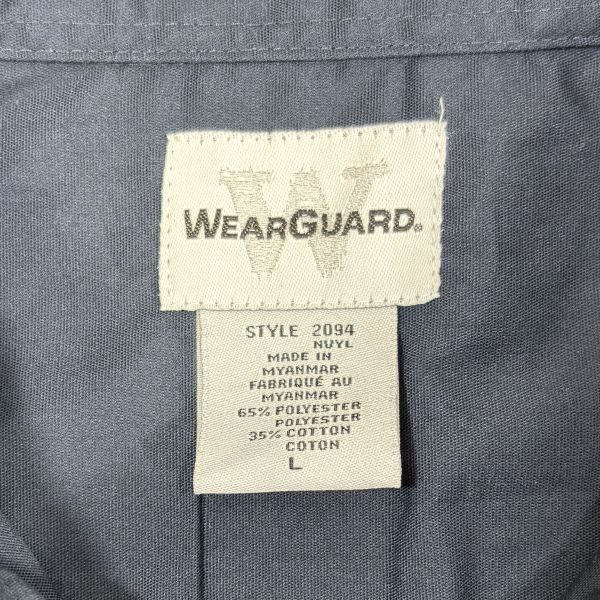 W
WEARGUARD®
STYLE 2094
NVYL
MADE IN
MYANMAR
FABRIQUÉ AU
MYANMAR
65% POLYESTER
POLYESTER
35% COTTON
COTON
L